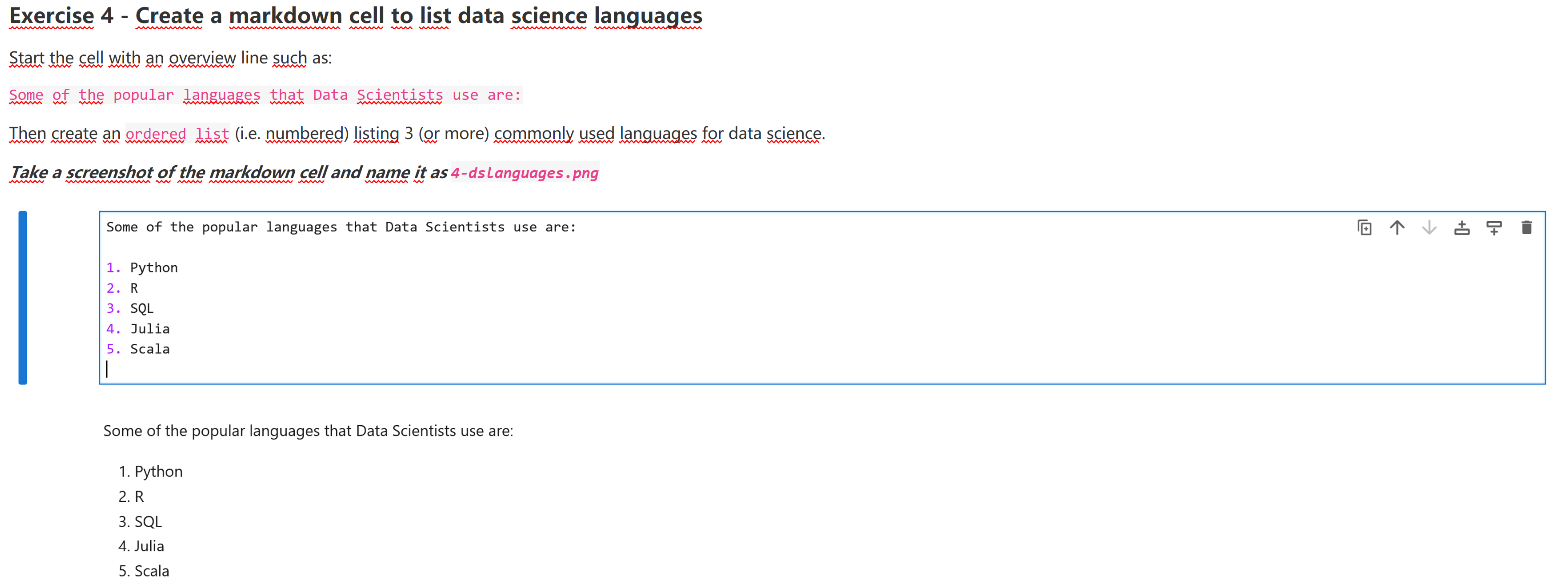 Exercise 4 - Create a markdown cell to list data science languages
Start the cell with an overview line such as:
Some of the popular languages that Data Scientists use are:
Then create an ordered list (i.e. numbered) listing 3 (or more) commonly used languages for data science.
Take a screenshot of the markdown cell and name it as 4-dslanguages.png
Some of the popular languages that Data Scientists use are:
1. Python
2. R
3. SQL
4. Julia
5. Scala
Some of the popular languages that Data Scientists use are:
1. Python
2. R
3. SQL
4. Julia
5. Scala